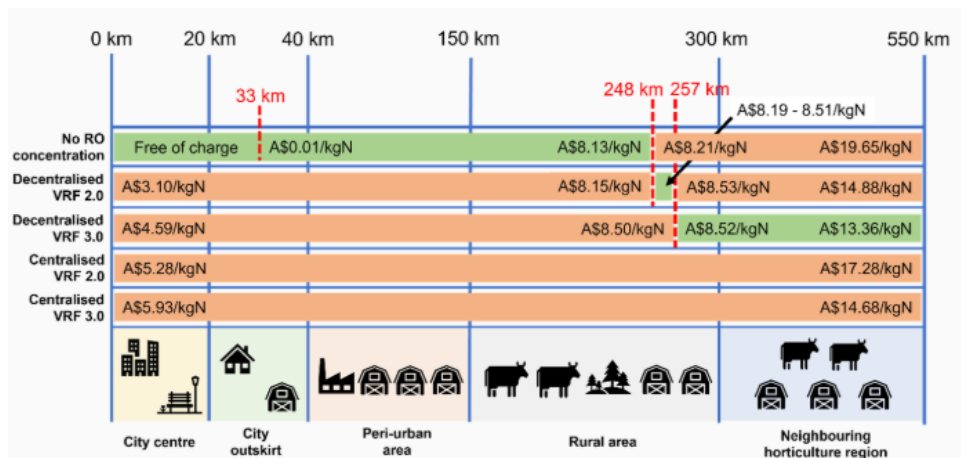 0 km 20 km 40 km 150 km 300 km 550 km
33 km 248 km 257 km
A$8.19 - 8.51/kgN
No RO
concentration
Free of charge A$0.01/kgN A$8.13/kgN A$8.21/kgN A$19.65/kgN
Decentralised
VRF 2.0
A$3.10/kgN A$8.15/kgN A$8.53/kgN A$14.88/kgN
Decentralised
VRF 3.0
A$4.59/kgN A$8.50/kgN A$8.52/kgN A$13.36/kgN
Centralised
VRF 2.0
A$5.28/kgN A$17.28/kgN
Centralised
VRF 3.0
A$5.93/kgN A$14.68/kgN
City centre
City
outskirt
Peri-urban
area
Rural area
Neighbouring
horticulture region